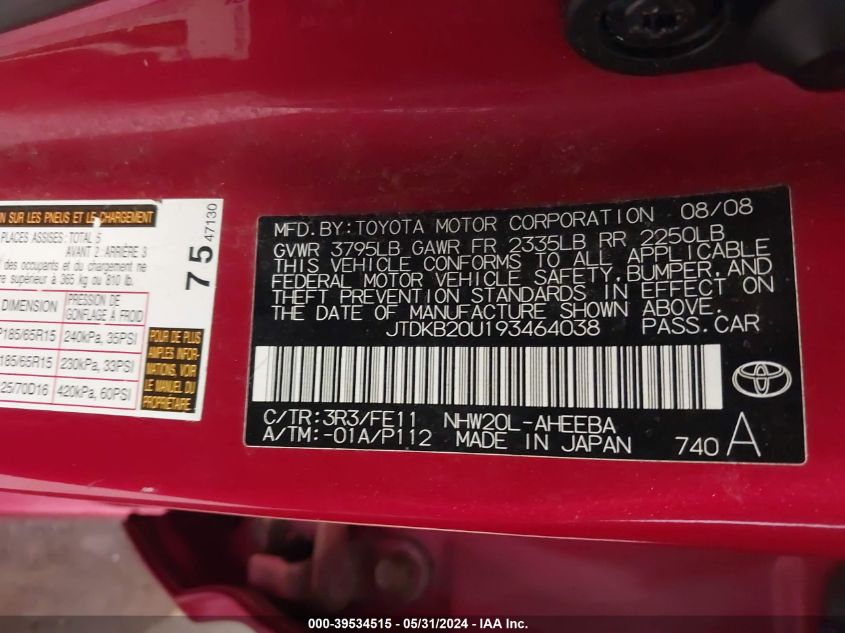 ON SUR LES PNEUS ET LE CHARGEMENT
PLACES ASSISES: TOTAL 5
AVANT 2: ARRIÈRE 3
des occupants et du chargement ne
re supérieur à 365 kg ou 810 lb.
DIMENSION PRESSION DE GONFLAGE À FROID
P185/65R15 240kPa, 35PSI
185/65R15 230kPa, 33PSI
25/70D16 420kPa, 60PSI
POUR DE PLUS
AMPLES INFORMA-
MANUEL DU
PROPRIÉTAIRE.
75 47130
MFD. BY: TOYOTA MOTOR CORPORATION 08/08
GVWR 3795LB GAWR FR 2335LB RR 2250LB
THIS VEHICLE CONFORMS TO ALL APPLICABLE
FEDERAL MOTOR VEHICLE SAFETY, BUMPER, AND
THEFT PREVENTION STANDARDS IN EFFECT ON
THE DATE OF MANUFACTURE SHOWN ABOVE.
JTDKB20U193464038 PASS. CAR
C/TR: 3R3/FE11 NHW20L-AHEEBA
A/TM: -01A/P112 MADE IN JAPAN 740 A
000-39534515 - 05/31/2024 - IAA Inc.